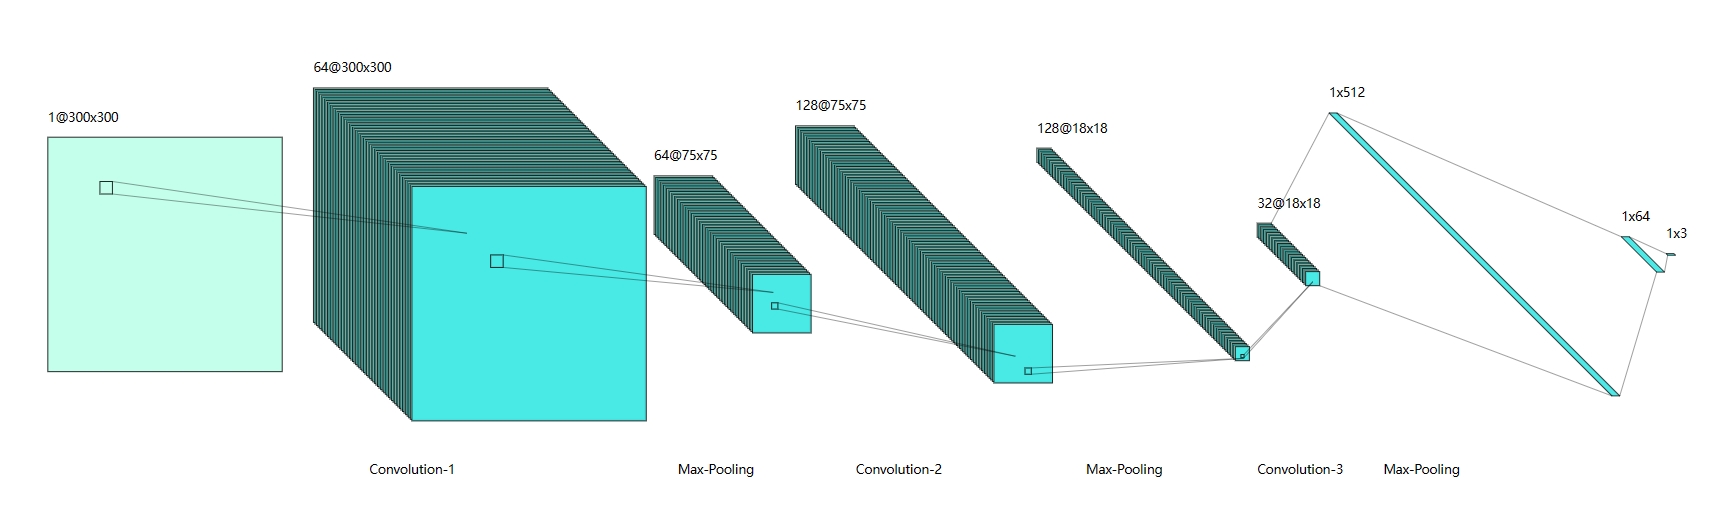 1@300x300
64@300x300
64@75x75
128@75x75
128@18x18
32@18x18
1x512
1x64
1x3
Convolution-1
Max-Pooling
Convolution-2
Max-Pooling
Convolution-3
Max-Pooling